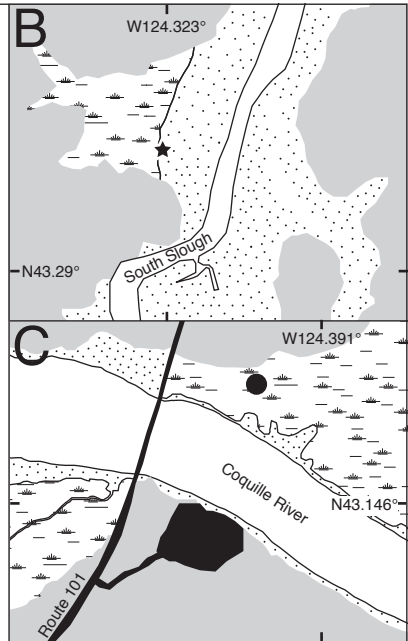 B
W124.323°
South Slough
N43.29°
C
W124.391°
Coquille River
N43.146°
Route 101